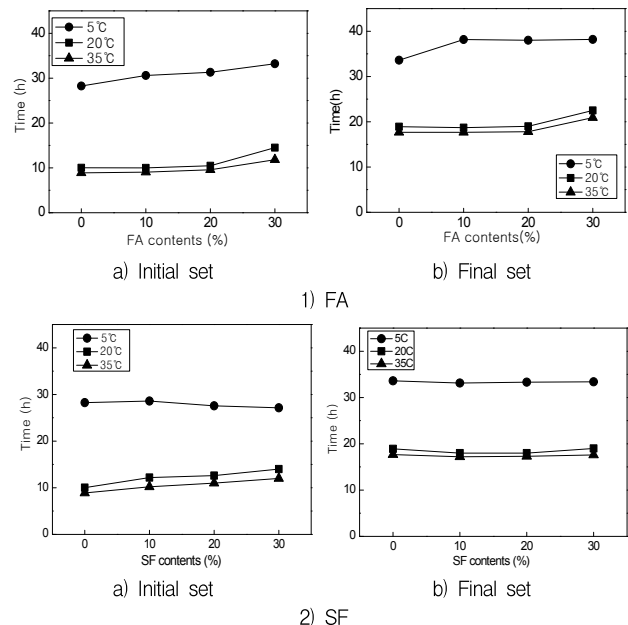 5℃
20℃
35℃
Time (h)
40
30
20
10
0
0 10 20 30
FA contents (%)
a) Initial set
Time(h)
40
30
20
10
0
5℃
20℃
35℃
0 10 20 30
FA contents(%)
b) Final set
1) FA
5℃
20℃
35℃
Time (h)
40
30
20
10
0
0 10 20 30
SF contents (%)
a) Initial set
5C
20C
35C
Time (h)
40
30
20
10
0
0 10 20 30
SF contents (%)
b) Final set
2) SF